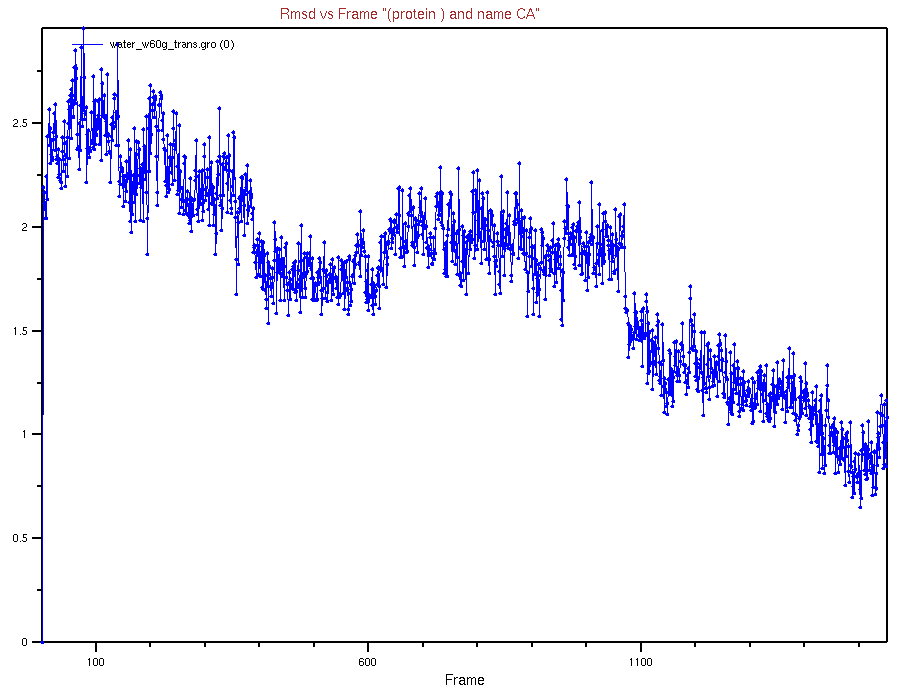 Rmsd vs Frame "(protein ) and name CA"
water_w60g_trans.gro (0)
2.5
2
1.5
1
0.5
0
100 600 1100
Frame